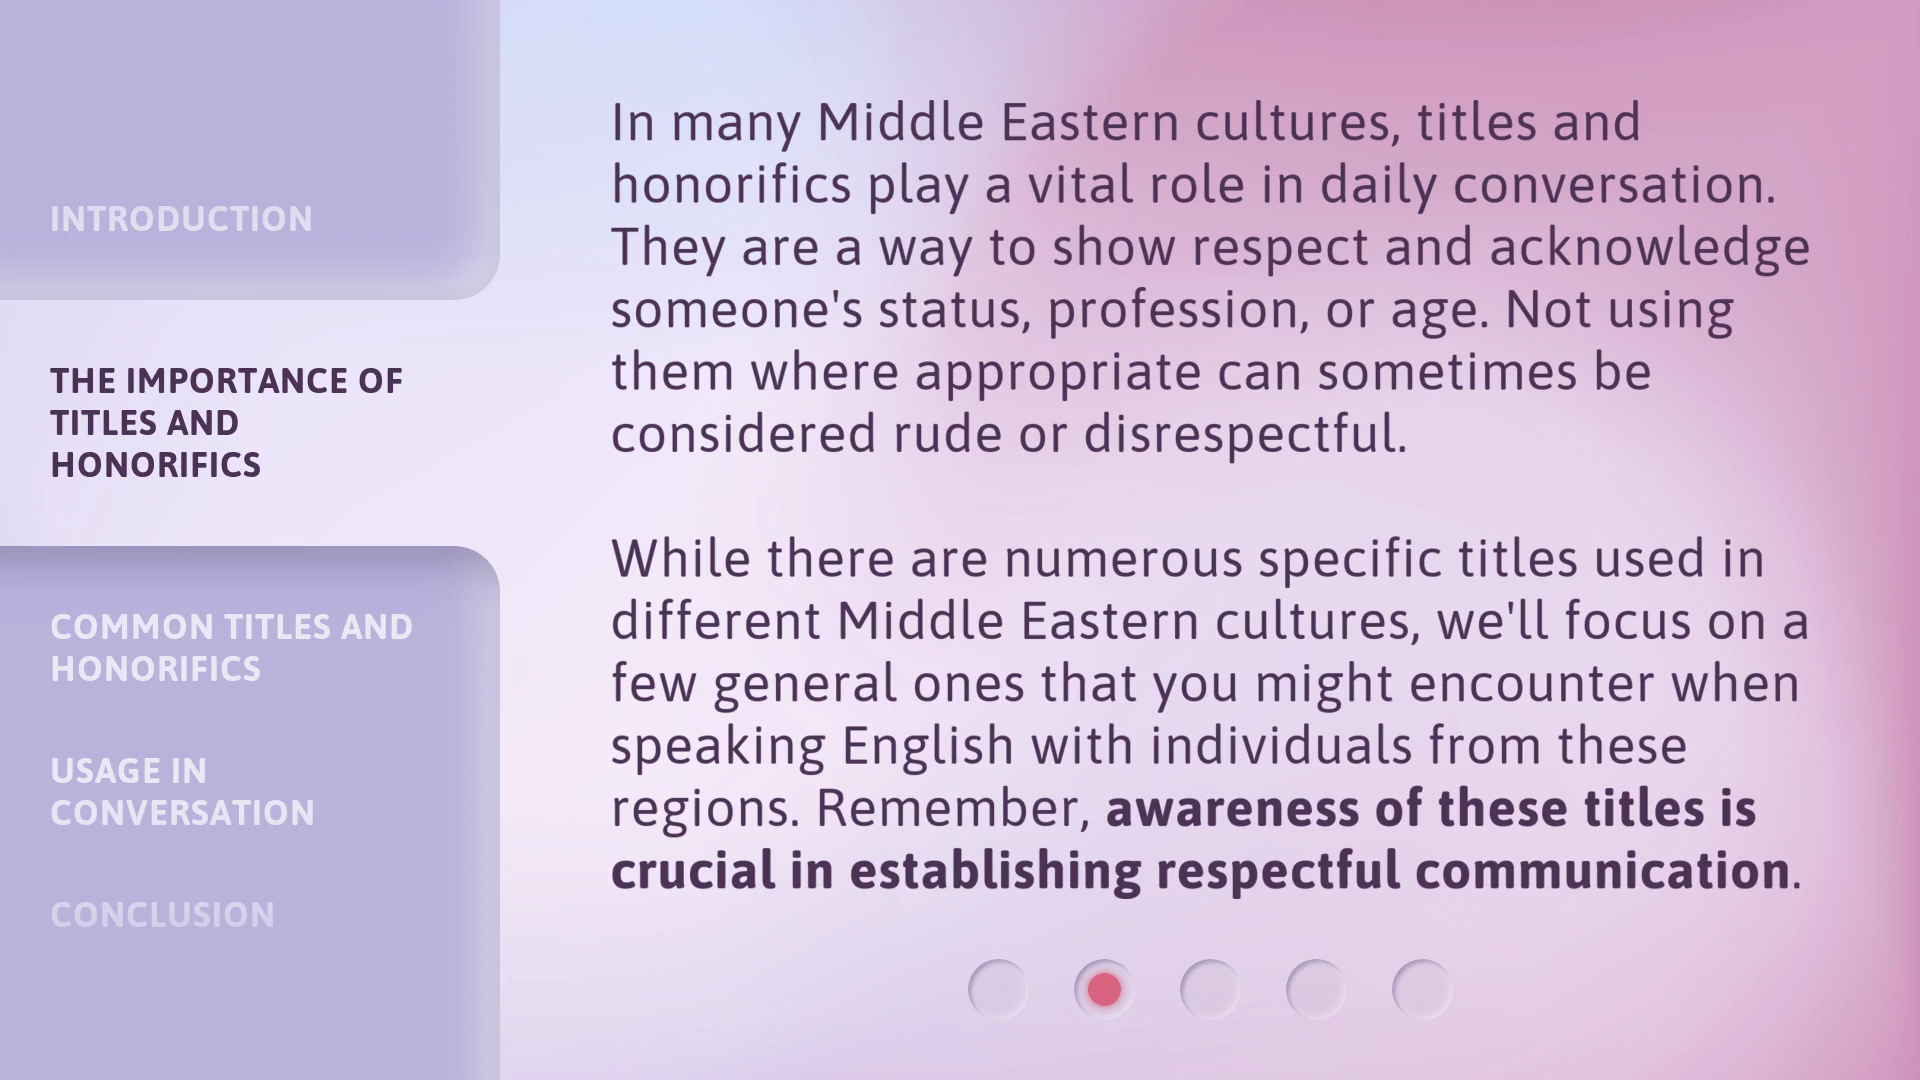 INTRODUCTION
THE IMPORTANCE OF
TITLES AND
HONORIFICS
COMMON TITLES AND
HONORIFICS
USAGE IN
CONVERSATION
CONCLUSION
In many Middle Eastern cultures, titles and
honorifics play a vital role in daily conversation.
They are a way to show respect and acknowledge
someone's status, profession, or age. Not using
them where appropriate can sometimes be
considered rude or disrespectful.
While there are numerous specific titles used in
different Middle Eastern cultures, we'll focus on a
few general ones that you might encounter when
speaking English with individuals from these
regions. Remember, awareness of these titles is
crucial in establishing respectful communication.